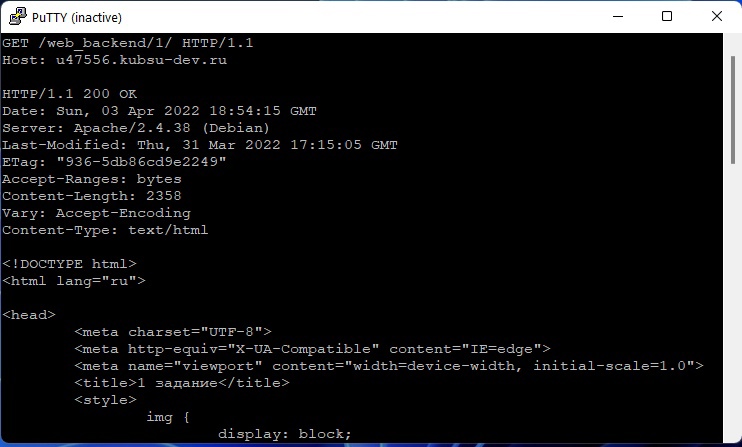 PuTTY (inactive)
GET /web_backend/1/ HTTP/1.1
Host: u47556.kubsu-dev.ru

HTTP/1.1 200 OK
Date: Sun, 03 Apr 2022 18:54:15 GMT
Server: Apache/2.4.38 (Debian)
Last-Modified: Thu, 31 Mar 2022 17:15:05 GMT
ETag: "936-5db86cd9e2249"
Accept-Ranges: bytes
Content-Length: 2358
Vary: Accept-Encoding
Content-Type: text/html

<!DOCTYPE html>
<html lang="ru">

<head>
        <meta charset="UTF-8">
        <meta http-equiv="X-UA-Compatible" content="IE=edge">
        <meta name="viewport" content="width=device-width, initial-scale=1.0">
        <title>1 задание</title>
        <style>
                img {
                        display: block;